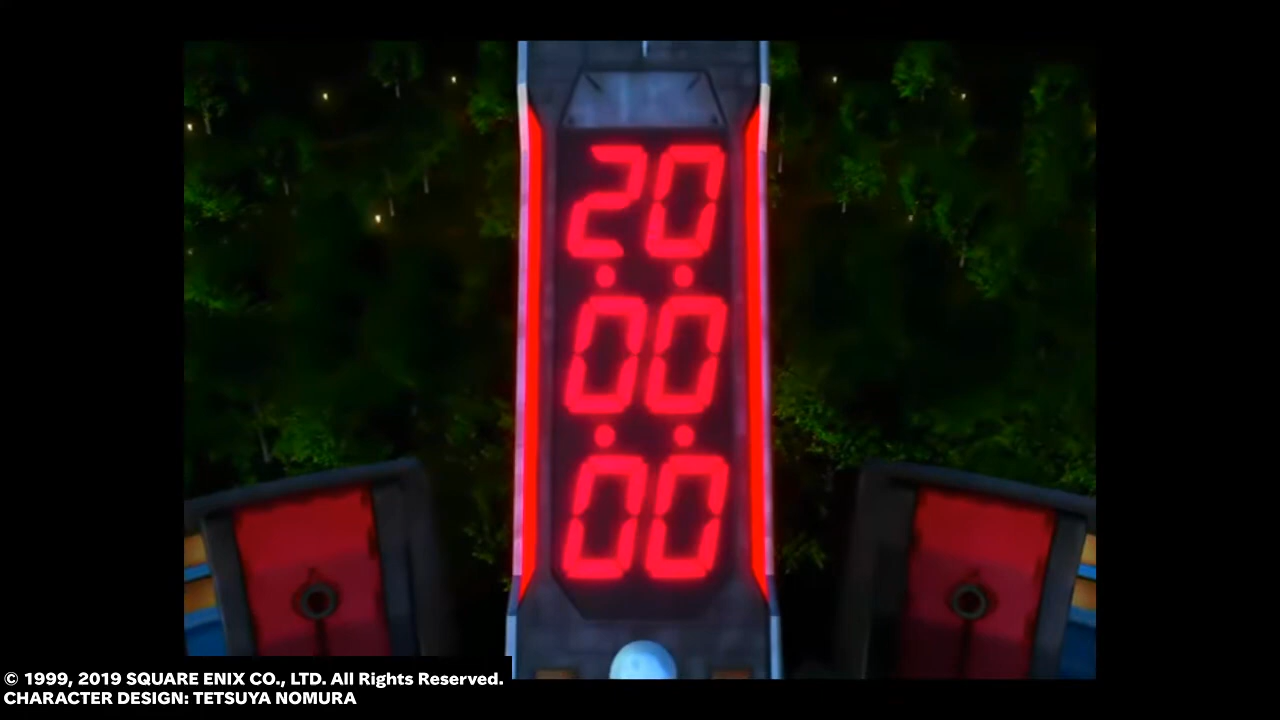 20
:
00
:
00
© 1999, 2019 SQUARE ENIX CO., LTD. All Rights Reserved.
CHARACTER DESIGN: TETSUYA NOMURA